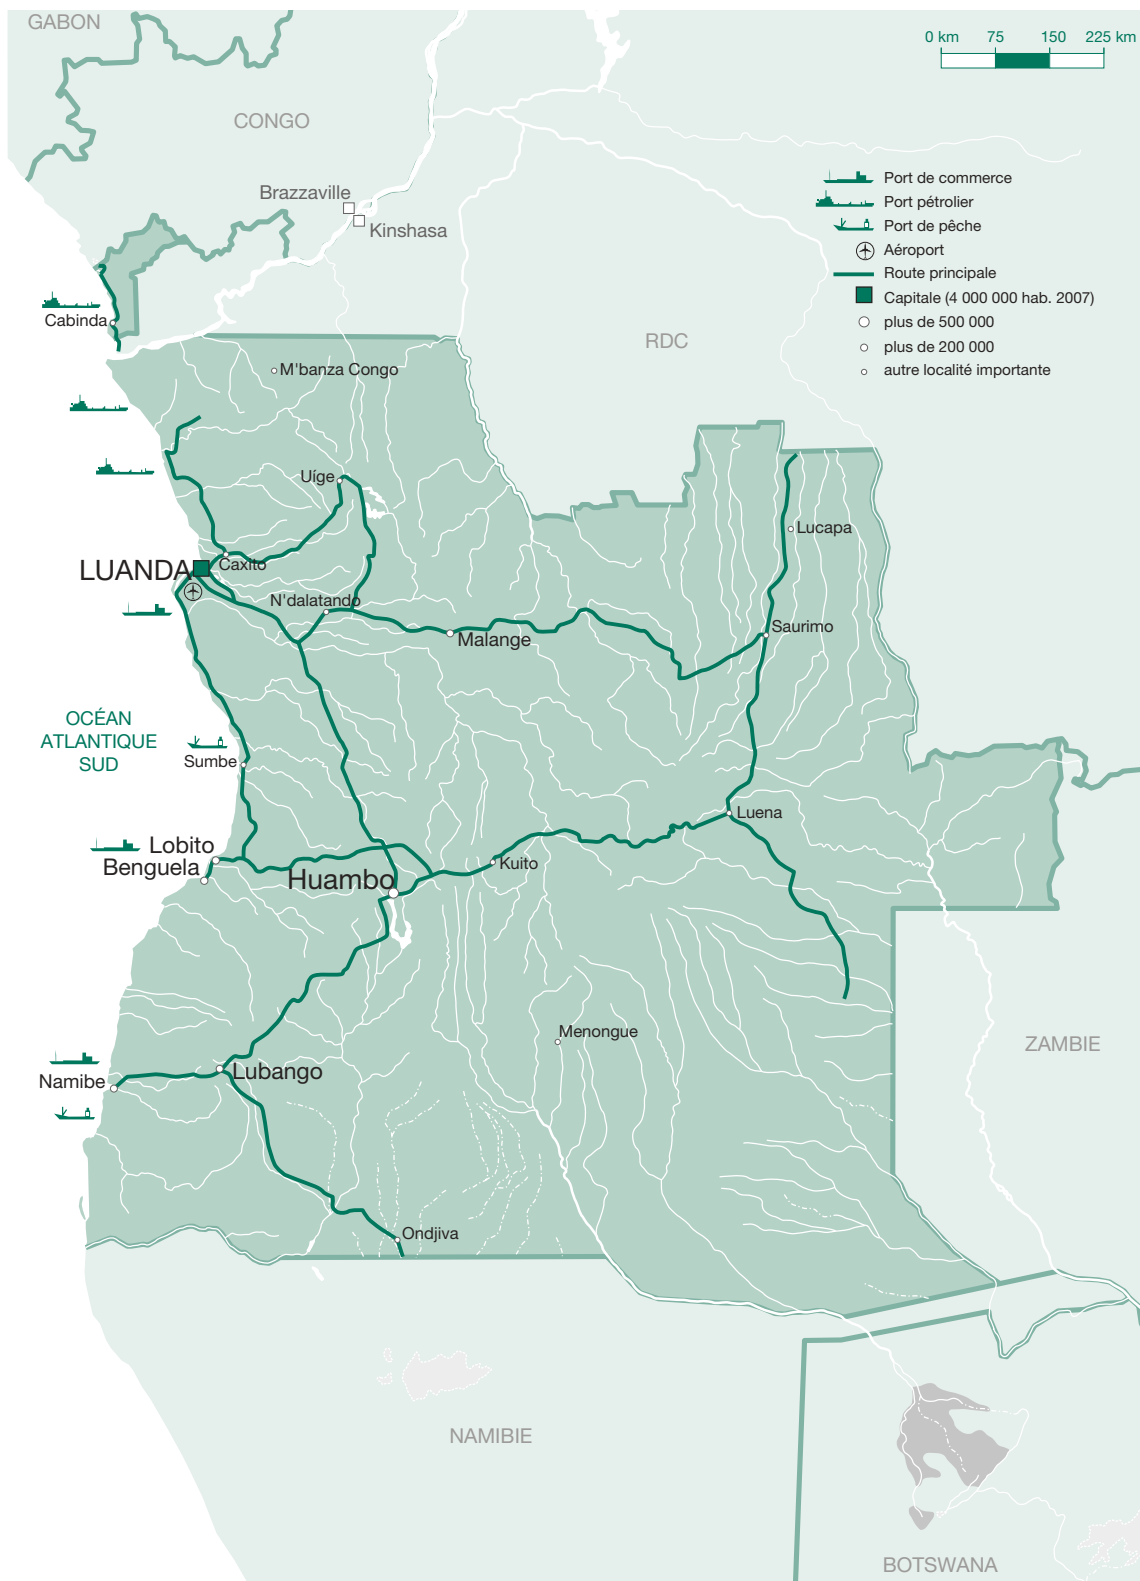 GABON
0 km 75 150 225 km
CONGO
Port de commerce
Port pétrolier
Port de pêche
Aéroport
Route principale
Capitale (4 000 000 hab. 2007)
plus de 500 000
plus de 200 000
autre localité importante
Brazzaville
Kinshasa
Cabinda
RDC
M'banza Congo
Uíge
Lucapa
LUANDA
Caxito
N'dalatando
Malange
Saurimo
OCÉAN
ATLANTIQUE
SUD
Sumbe
Luena
Lobito
Benguela
Kuito
Huambo
Menongue
ZAMBIE
Namibe
Lubango
Ondjiva
NAMIBIE
BOTSWANA